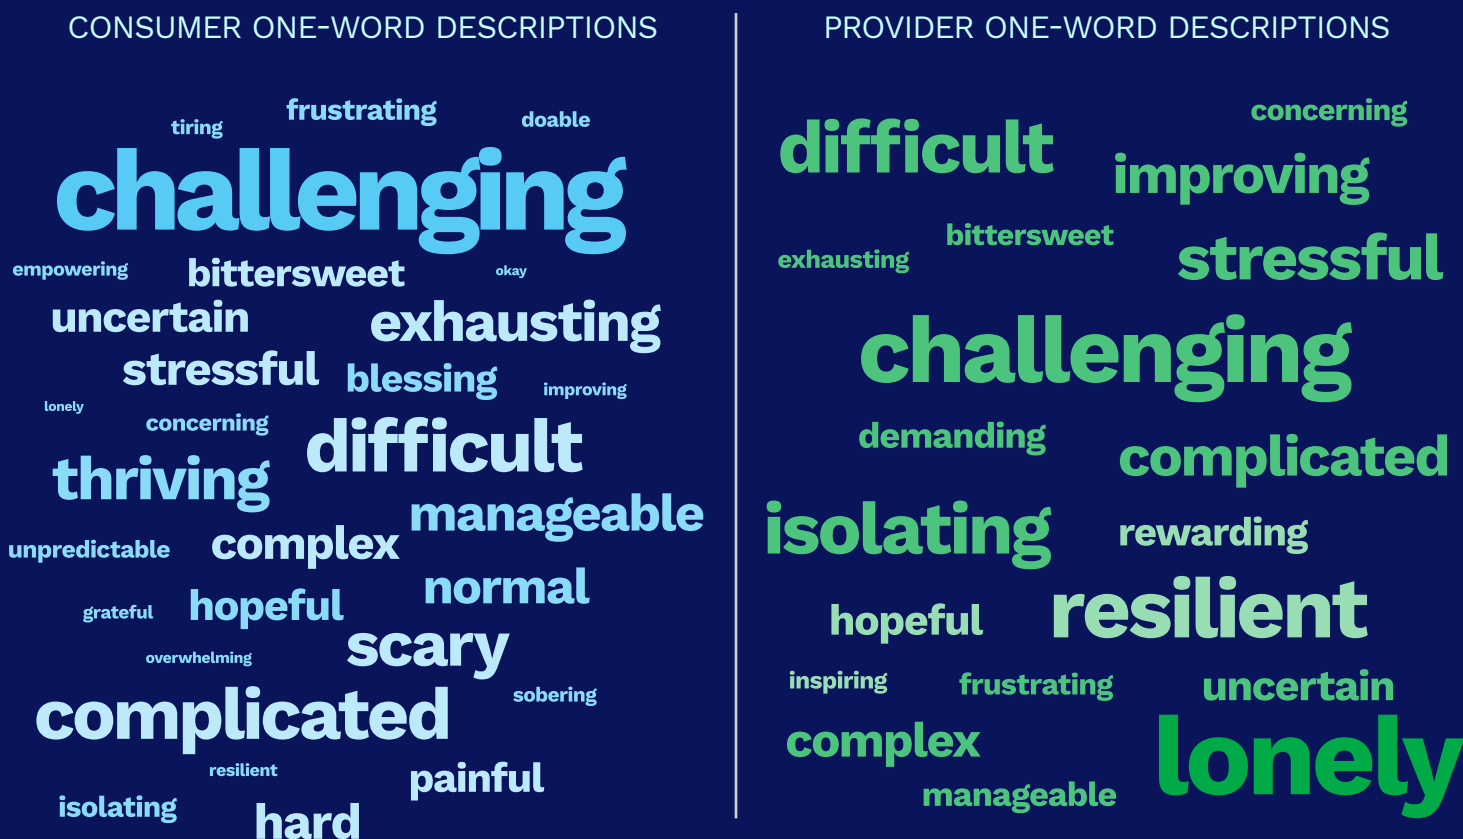 CONSUMER ONE-WORD DESCRIPTIONS
frustrating
doable
tiring
challenging
empowering
bittersweet
okay
uncertain
exhausting
stressful
blessing
improving
lonely
concerning
difficult
thriving
manageable
complex
unpredictable
normal
hopeful
grateful
scary
overwhelming
sobering
complicated
resilient
painful
isolating
hard
PROVIDER ONE-WORD DESCRIPTIONS
concerning
difficult
improving
bittersweet
exhausting
stressful
challenging
demanding
complicated
isolating
rewarding
resilient
hopeful
inspiring
frustrating
uncertain
complex
lonely
manageable